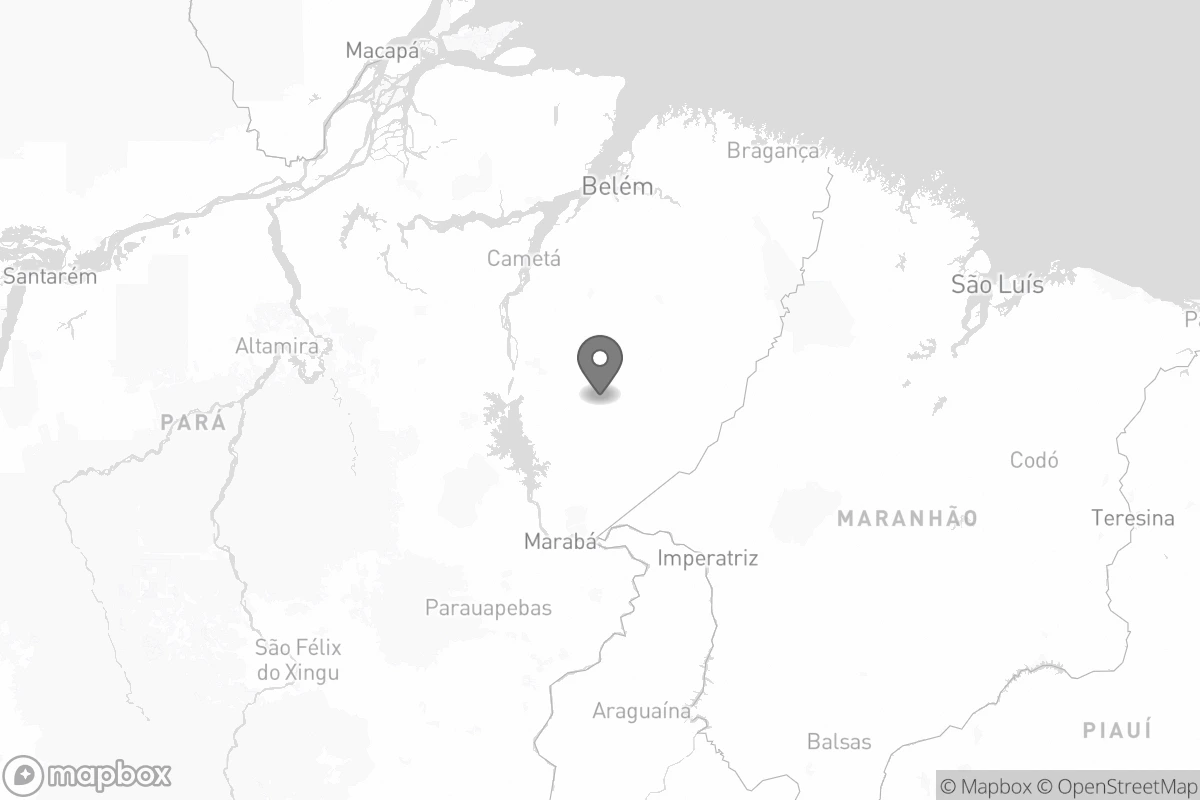 Macapá
Bragança
Belém
Cametá
Santarém
São Luís
Altamira
PARÁ
Codó
MARANHÃO
Teresina
Marabá
Imperatriz
Parauapebas
São Félix
do Xingu
Araguaína
Balsas
PIAUÍ
mapbox
© Mapbox © OpenStreetMap